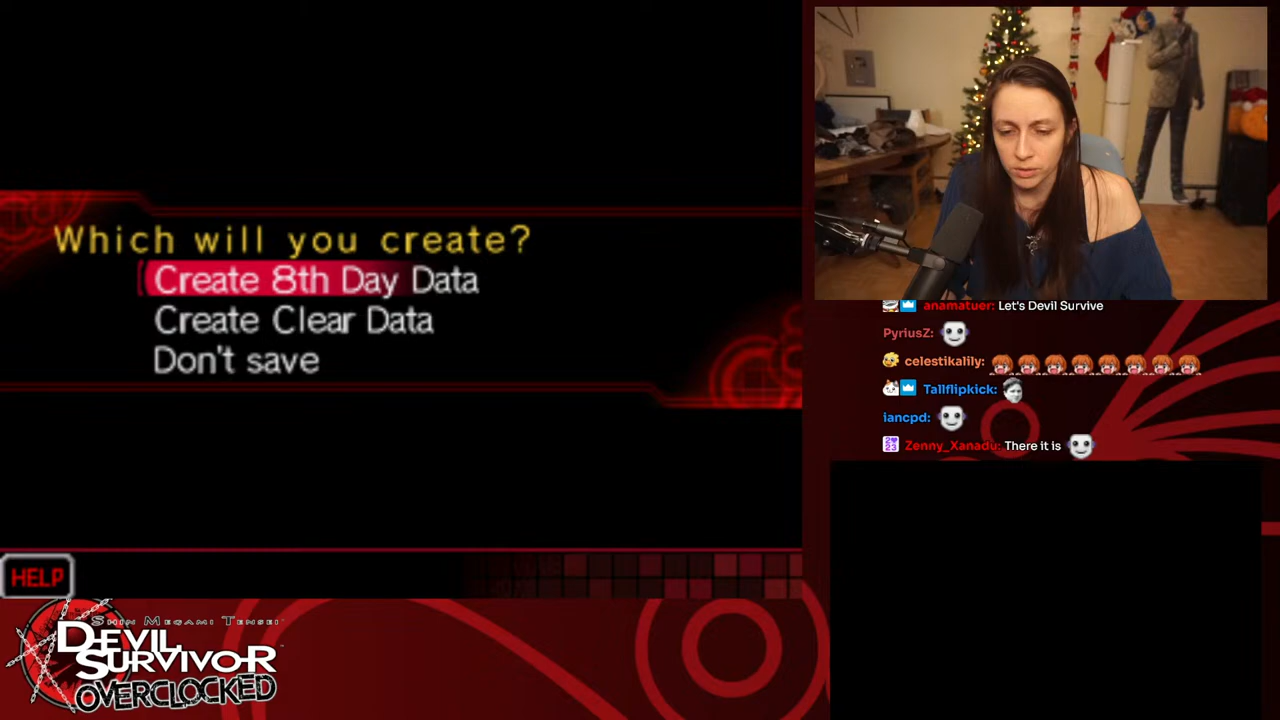 Which will you create?
Create 8th Day Data
Create Clear Data
Don't save
HELP
SHIN MEGAMI TENSEI
DEVIL
SURVIVOR
OVERCLOCKED
anamatuer: Let's Devil Survive
PyriusZ:
celestikalily:
Tallflipkick:
iancpd:
Zenny_Xanadu: There it is